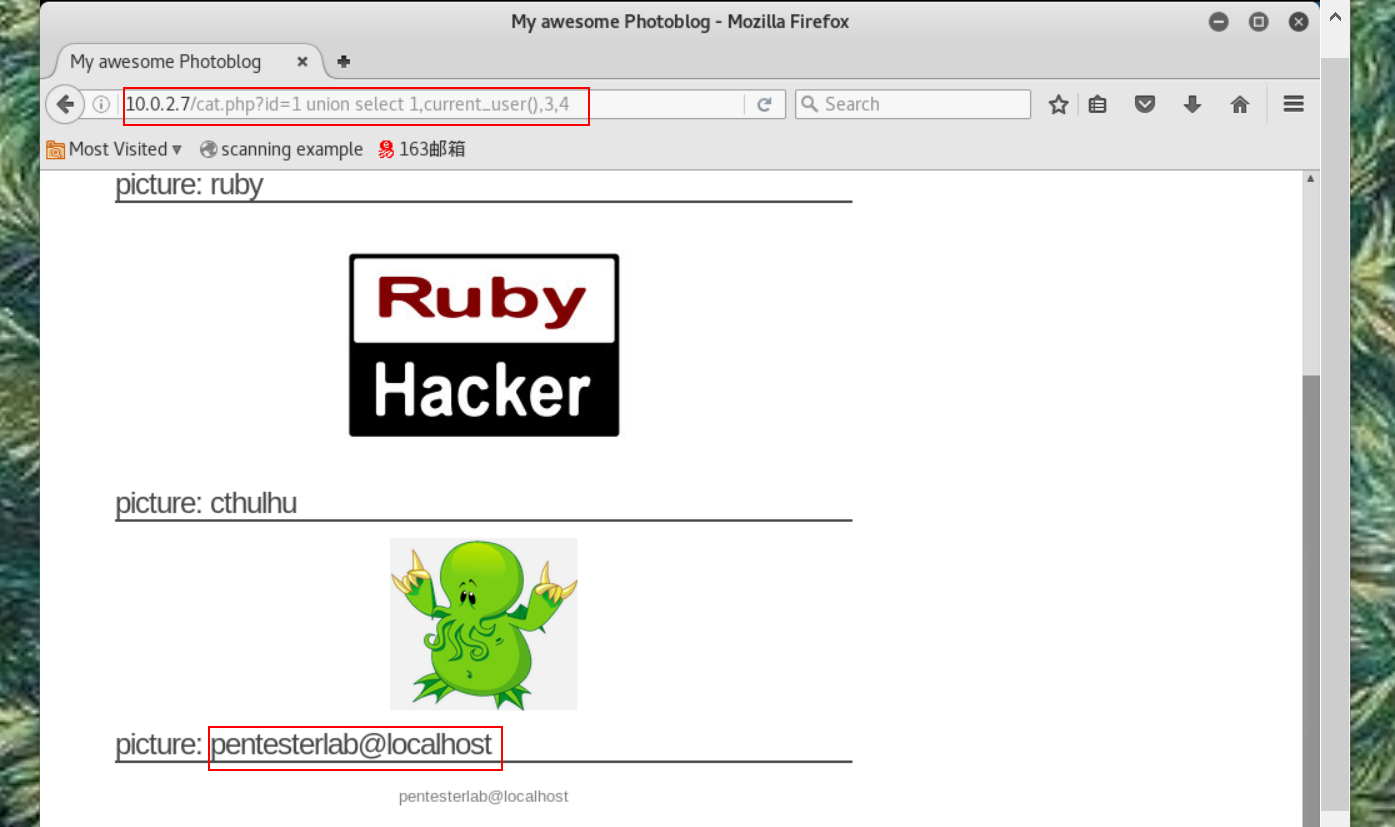 My awesome Photoblog - Mozilla Firefox
My awesome Photoblog
10.0.2.7/cat.php?id=1 union select 1,current_user(),3,4
Search
Most Visited
scanning example
163邮箱
picture: ruby
Ruby
Hacker
picture: cthulhu
picture: pentesterlab@localhost
pentesterlab@localhost